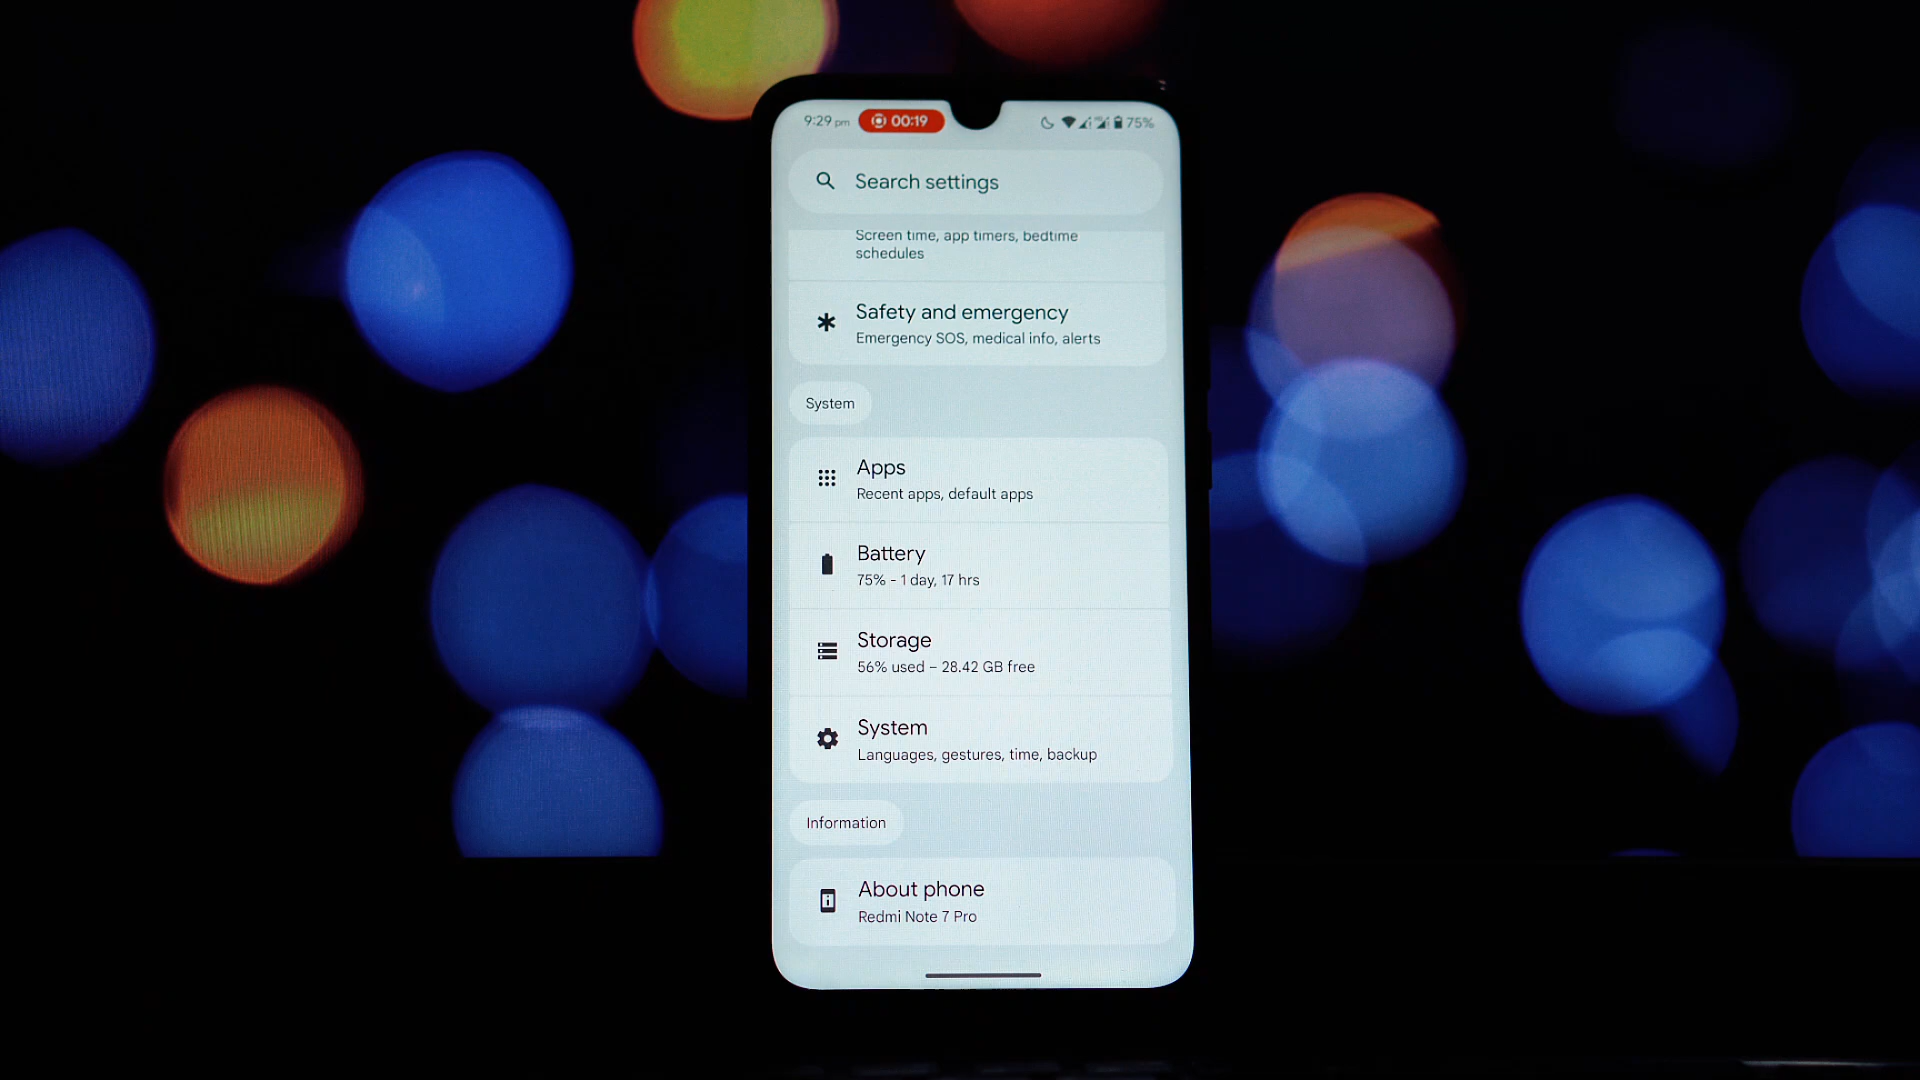 9:29 pm 00:19 75%
Search settings
Screen time, app timers, bedtime
schedules
Safety and emergency
Emergency SOS, medical info, alerts
System
Apps
Recent apps, default apps
Battery
75% - 1 day, 17 hrs
Storage
56% used – 28.42 GB free
System
Languages, gestures, time, backup
Information
About phone
Redmi Note 7 Pro